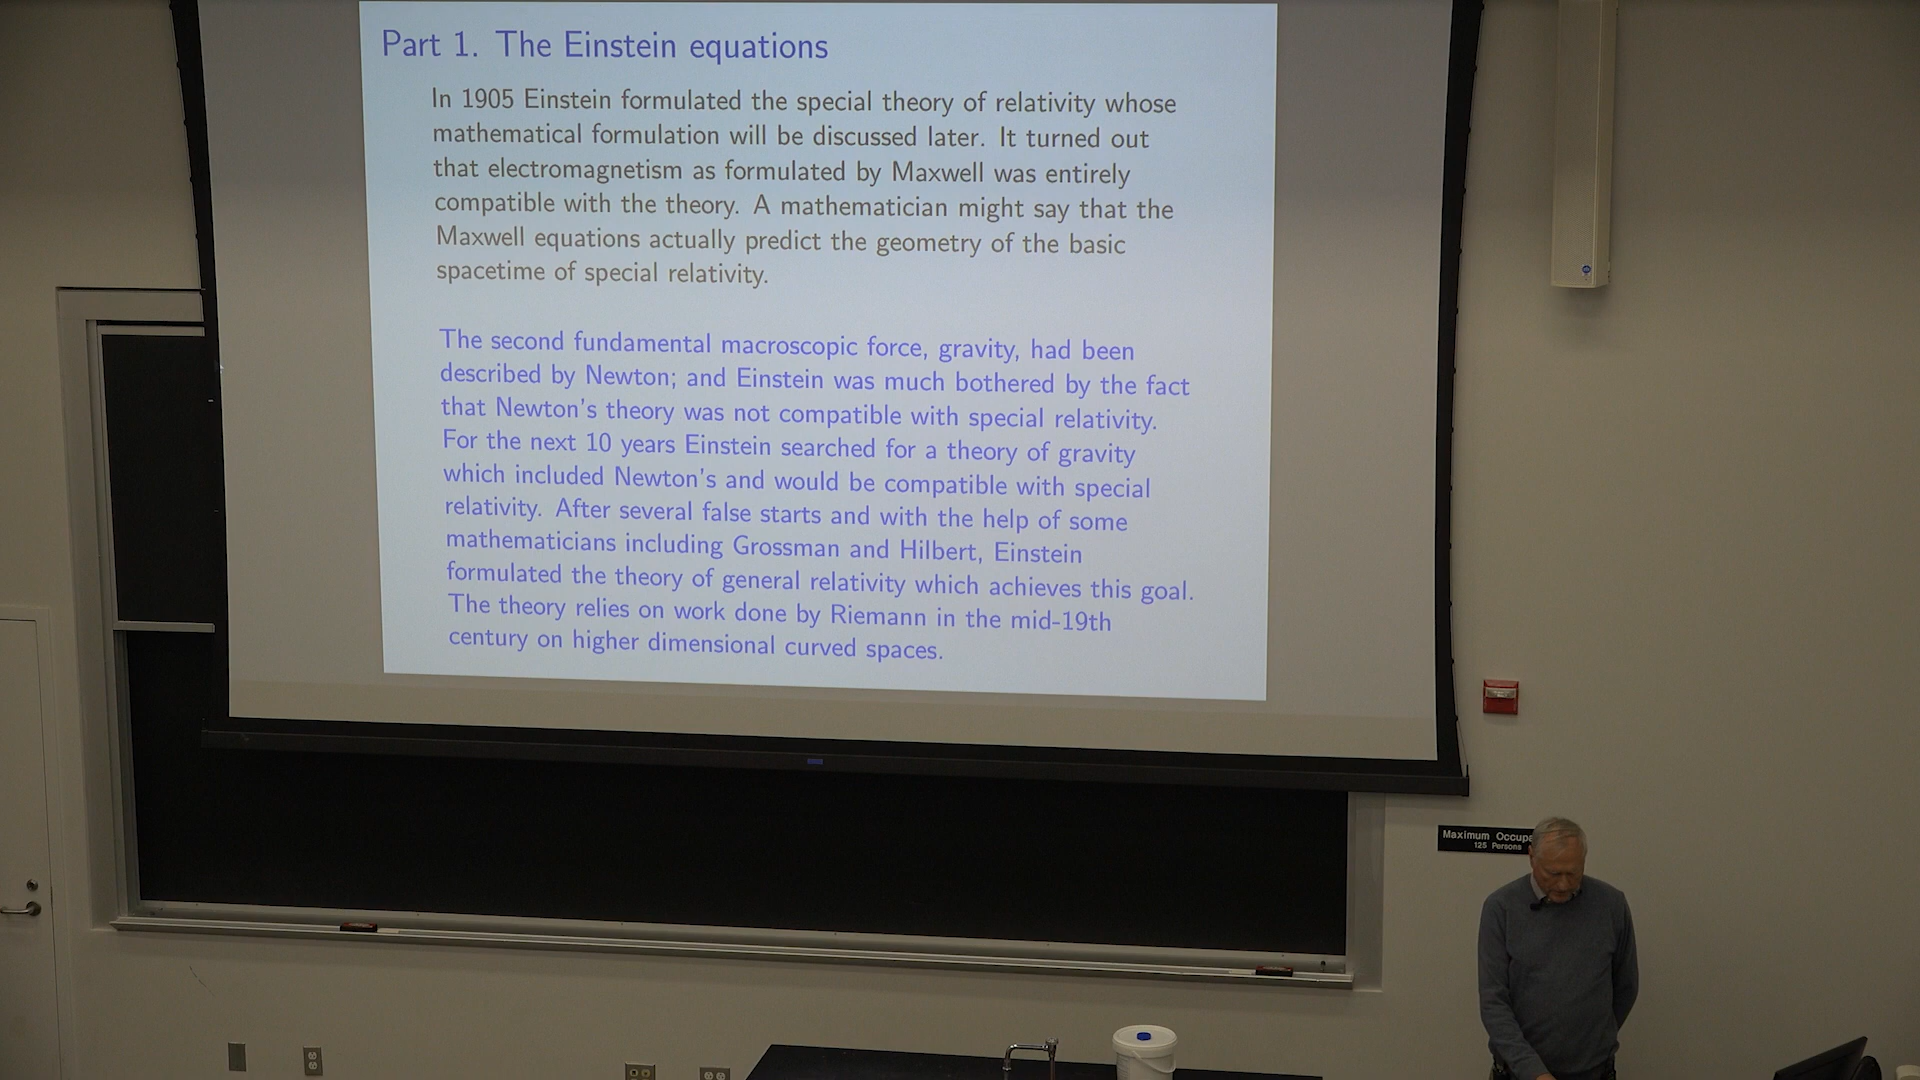 Part 1. The Einstein equations
In 1905 Einstein formulated the special theory of relativity whose
mathematical formulation will be discussed later. It turned out
that electromagnetism as formulated by Maxwell was entirely
compatible with the theory. A mathematician might say that the
Maxwell equations actually predict the geometry of the basic
spacetime of special relativity.
The second fundamental macroscopic force, gravity, had been
described by Newton; and Einstein was much bothered by the fact
that Newton's theory was not compatible with special relativity.
For the next 10 years Einstein searched for a theory of gravity
which included Newton's and would be compatible with special
relativity. After several false starts and with the help of some
mathematicians including Grossman and Hilbert, Einstein
formulated the theory of general relativity which achieves this goal.
The theory relies on work done by Riemann in the mid-19th
century on higher dimensional curved spaces.
Maximum Occupa
125 Persons